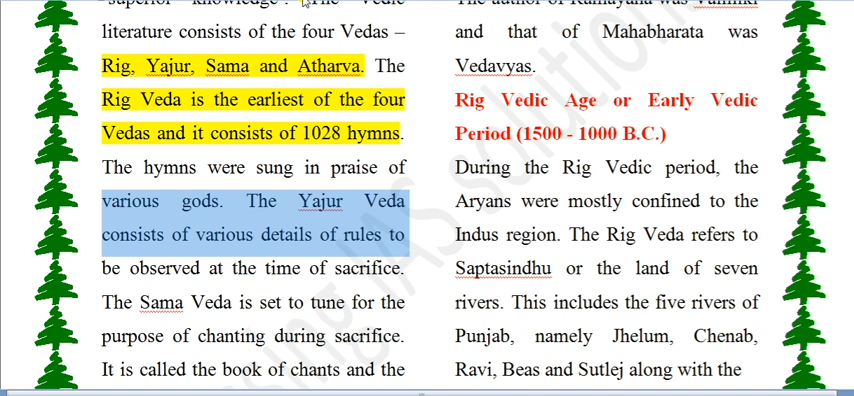 superior knowledge'. The Vedic
literature consists of the four Vedas –
Rig, Yajur, Sama and Atharva. The
Rig Veda is the earliest of the four
Vedas and it consists of 1028 hymns.
The hymns were sung in praise of
various gods. The Yajur Veda
consists of various details of rules to
be observed at the time of sacrifice.
The Sama Veda is set to tune for the
purpose of chanting during sacrifice.
It is called the book of chants and the
The author of Ramayana was Valmiki
and that of Mahabharata was
Vedavyas.
Rig Vedic Age or Early Vedic
Period (1500 - 1000 B.C.)
During the Rig Vedic period, the
Aryans were mostly confined to the
Indus region. The Rig Veda refers to
Saptasindhu or the land of seven
rivers. This includes the five rivers of
Punjab, namely Jhelum, Chenab,
Ravi, Beas and Sutlej along with the
ssing IAS solutions